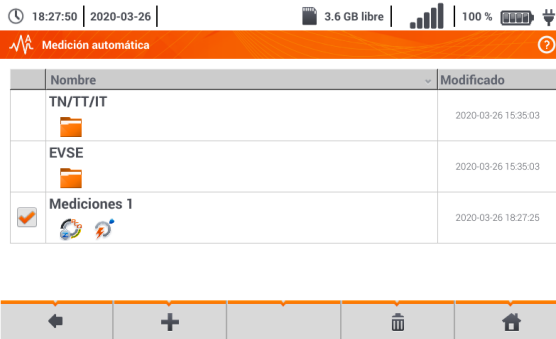 18:27:50 2020-03-26 3.6 GB libre 100 %
Medición automática ?
Nombre Modificado
TN/TT/IT
2020-03-26 15:35:03
EVSE
2020-03-26 15:35:03
Mediciones 1
2020-03-26 18:27:25